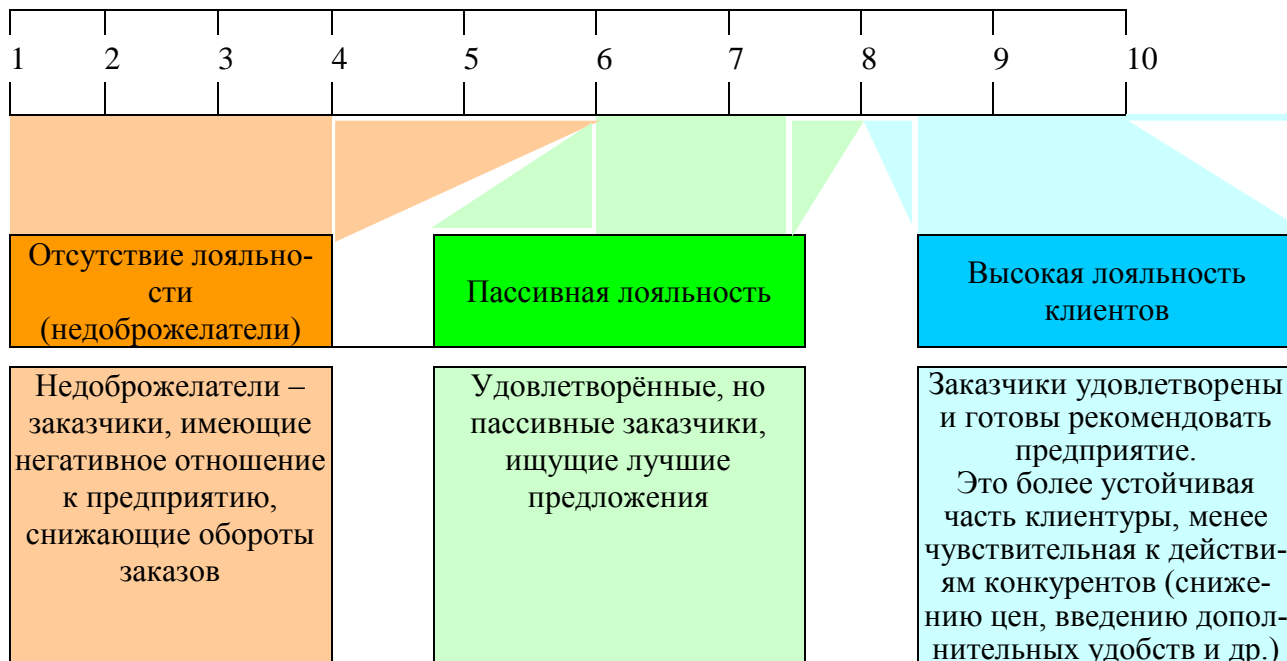 1 2 3 4 5 6 7 8 9 10
Отсутствие лояльно-
сти
(недоброжелатели)
Пассивная лояльность
Высокая лояльность
клиентов
Недоброжелатели –
заказчики, имеющие
негативное отношение
к предприятию,
снижающие обороты
заказов
Удовлетворённые, но
пассивные заказчики,
ищущие лучшие
предложения
Заказчики удовлетворены
и готовы рекомендовать
предприятие.
Это более устойчивая
часть клиентуры, менее
чувствительная к действи-
ям конкурентов (сниже-
нию цен, введению допол-
нительных удобств и др.)